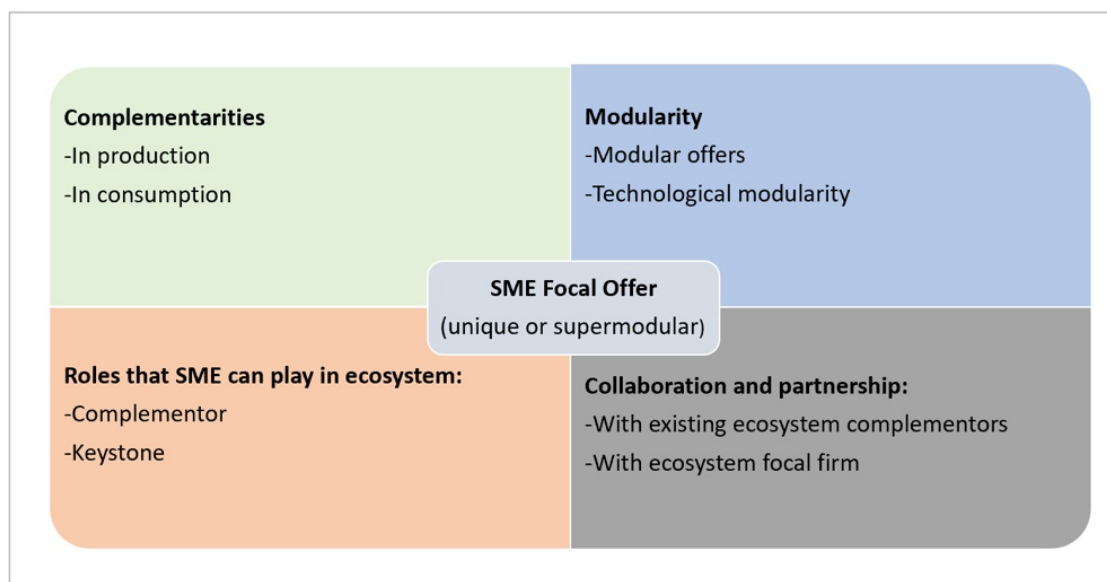 Complementarities
-In production
-In consumption
Modularity
-Modular offers
-Technological modularity
SME Focal Offer
(unique or supermodular)
Roles that SME can play in ecosystem:
-Complementor
-Keystone
Collaboration and partnership:
-With existing ecosystem complementors
-With ecosystem focal firm